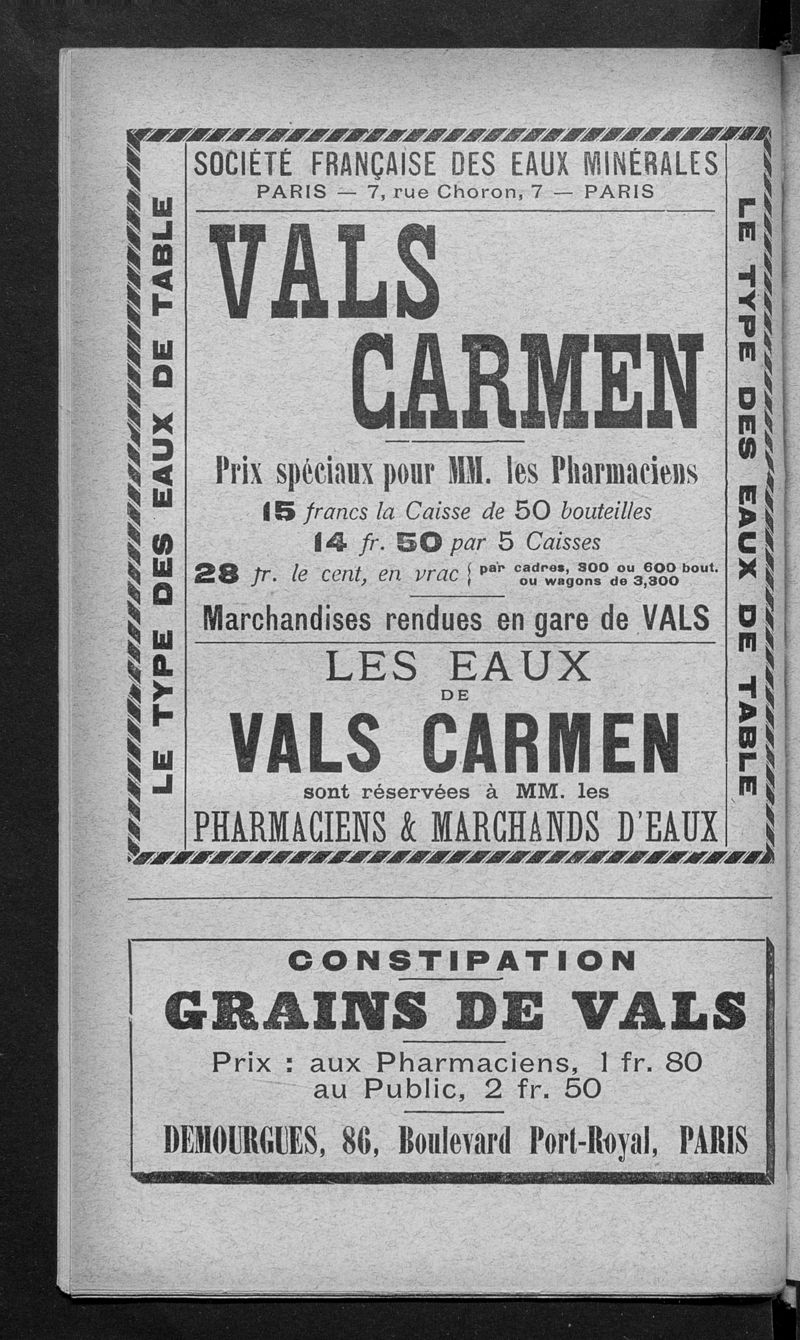 SOCIÉTÉ FRANÇAISE DES EAUX MINÉRALES
PARIS — 7, rue Choron, 7 — PARIS
LE TYPE DES EAUX DE TABLE
VALS
CARMEN
Prix spéciaux pour MM. les Pharmaciens
15 francs la Caisse de 50 bouteilles
14 fr. 50 par 5 Caisses
28 fr. le cent, en vrac { par cadres, 300 ou 600 bout.
ou wagons de 3,300
Marchandises rendues en gare de VALS
LES EAUX
DE
VALS CARMEN
sont réservées à MM. les
PHARMACIENS & MARCHANDS D'EAUX
LE TYPE DES EAUX DE TABLE
CONSTIPATION
GRAINS DE VALS
Prix : aux Pharmaciens, 1 fr. 80
au Public, 2 fr. 50
DEMOURGUES, 86, Boulevard Port-Royal, PARIS